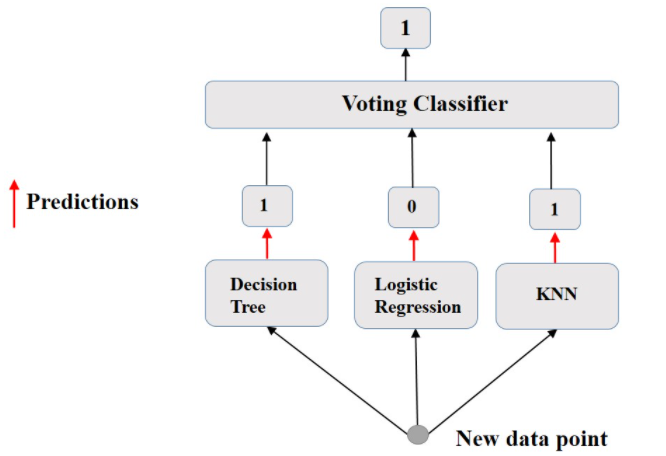 1
Voting Classifier
Predictions
1
0
1
Decision
Tree
Logistic
Regression
KNN
New data point